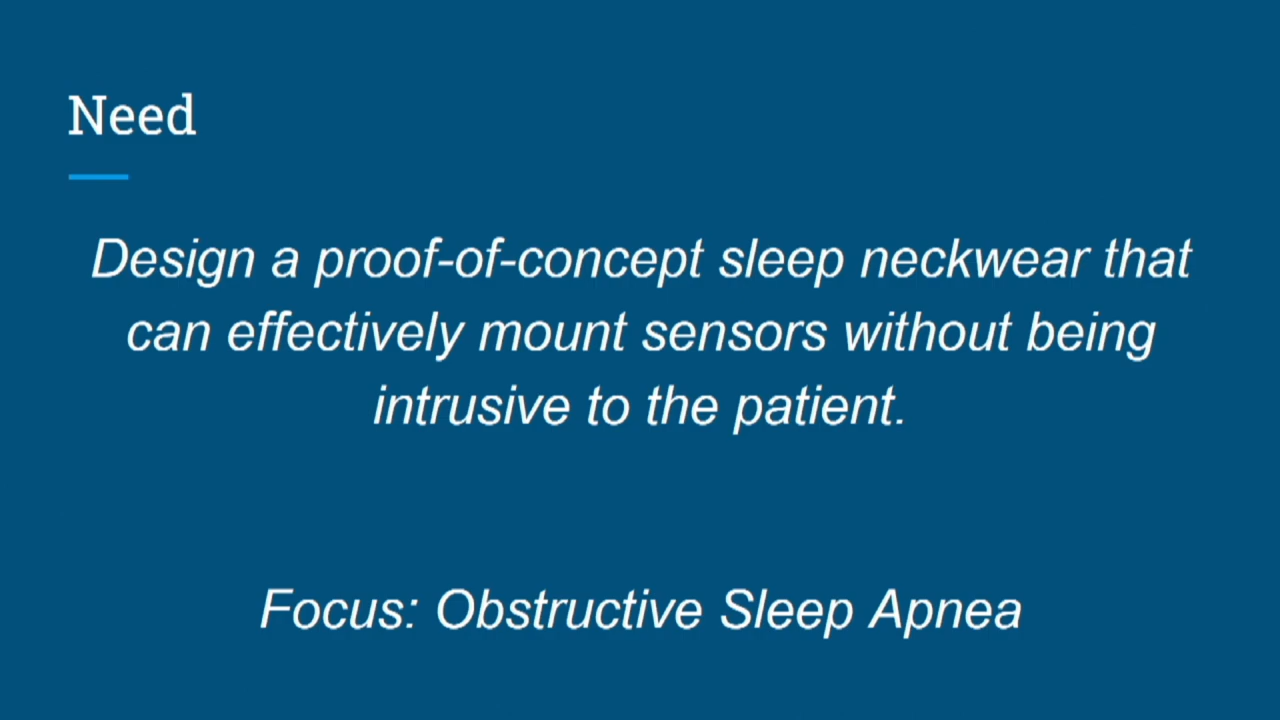 Need
Design a proof-of-concept sleep neckwear that
can effectively mount sensors without being
intrusive to the patient.
Focus: Obstructive Sleep Apnea